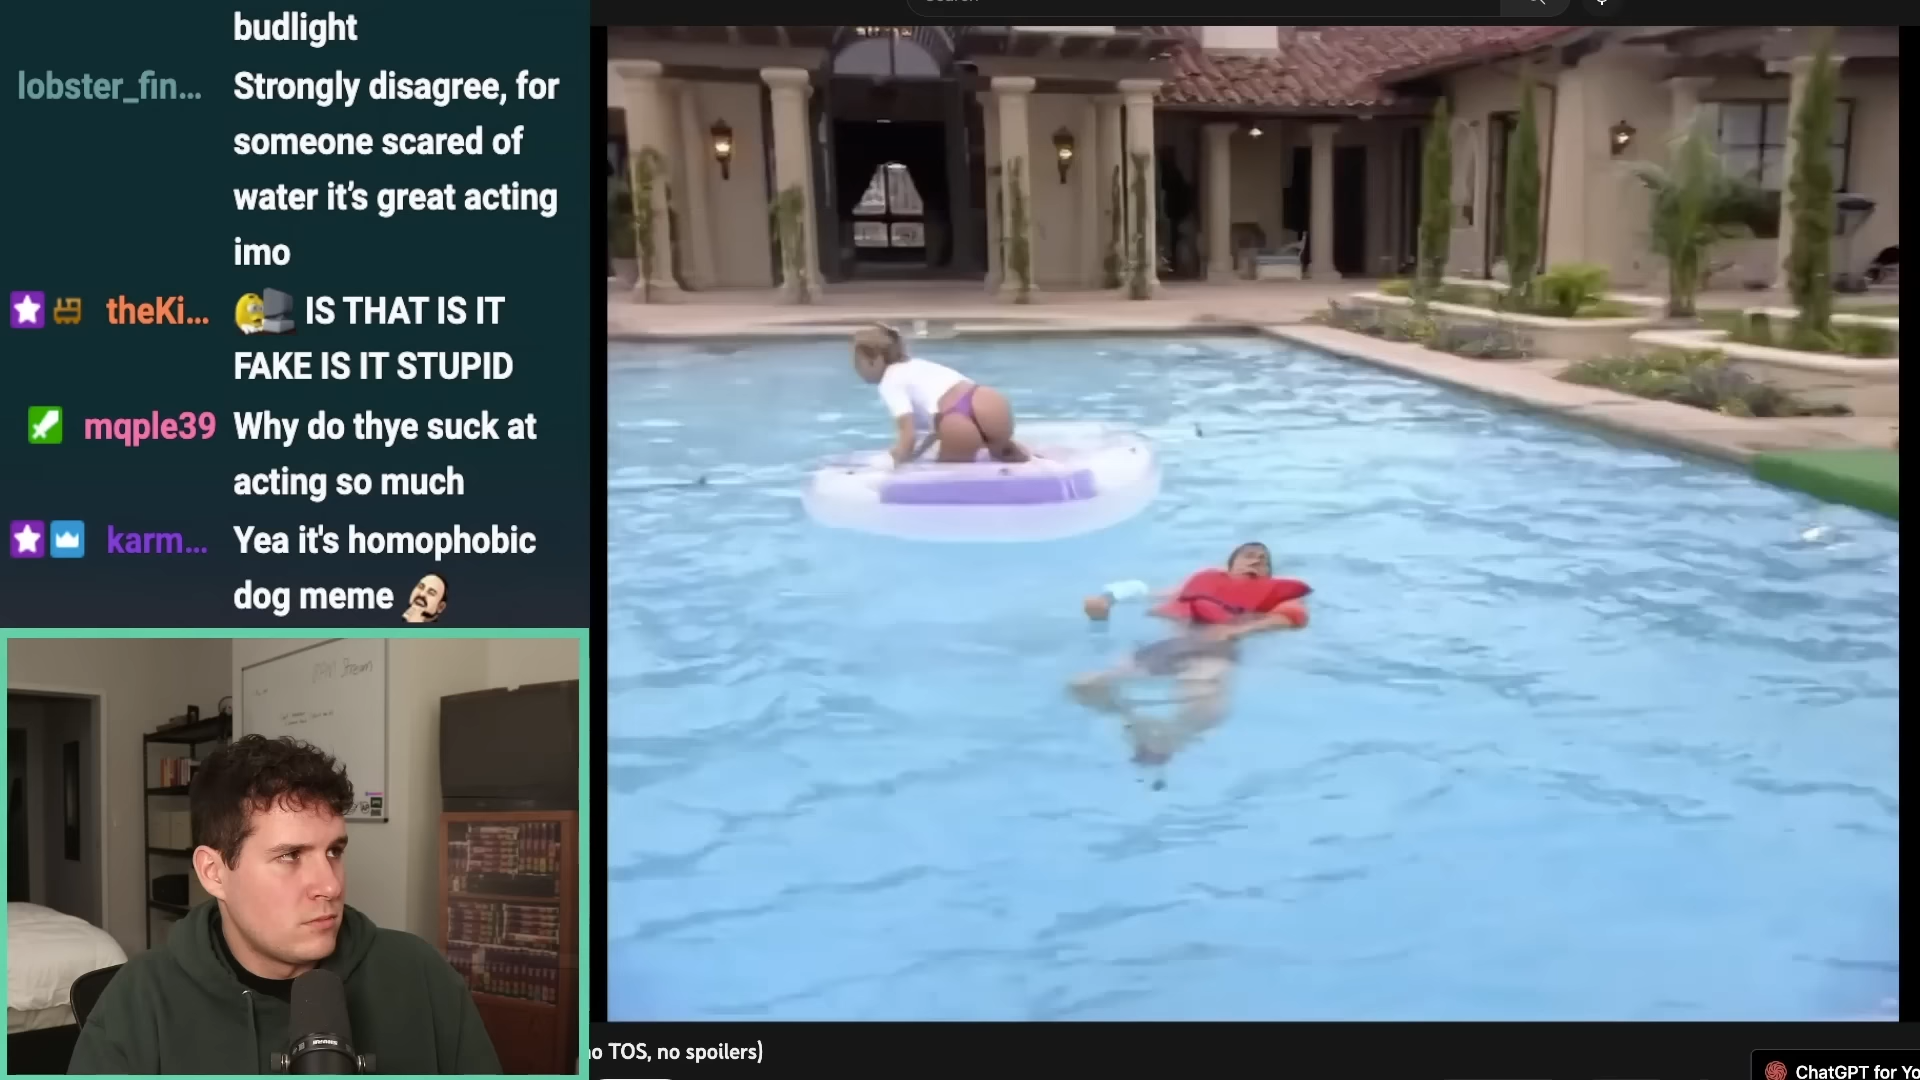 Search
budlight
lobster_fin... Strongly disagree, for
someone scared of
water it’s great acting
imo
theKi... IS THAT IS IT
FAKE IS IT STUPID
mqple39 Why do thye suck at
acting so much
karm... Yea it's homophobic
dog meme
no TOS, no spoilers)
ChatGPT for Yo